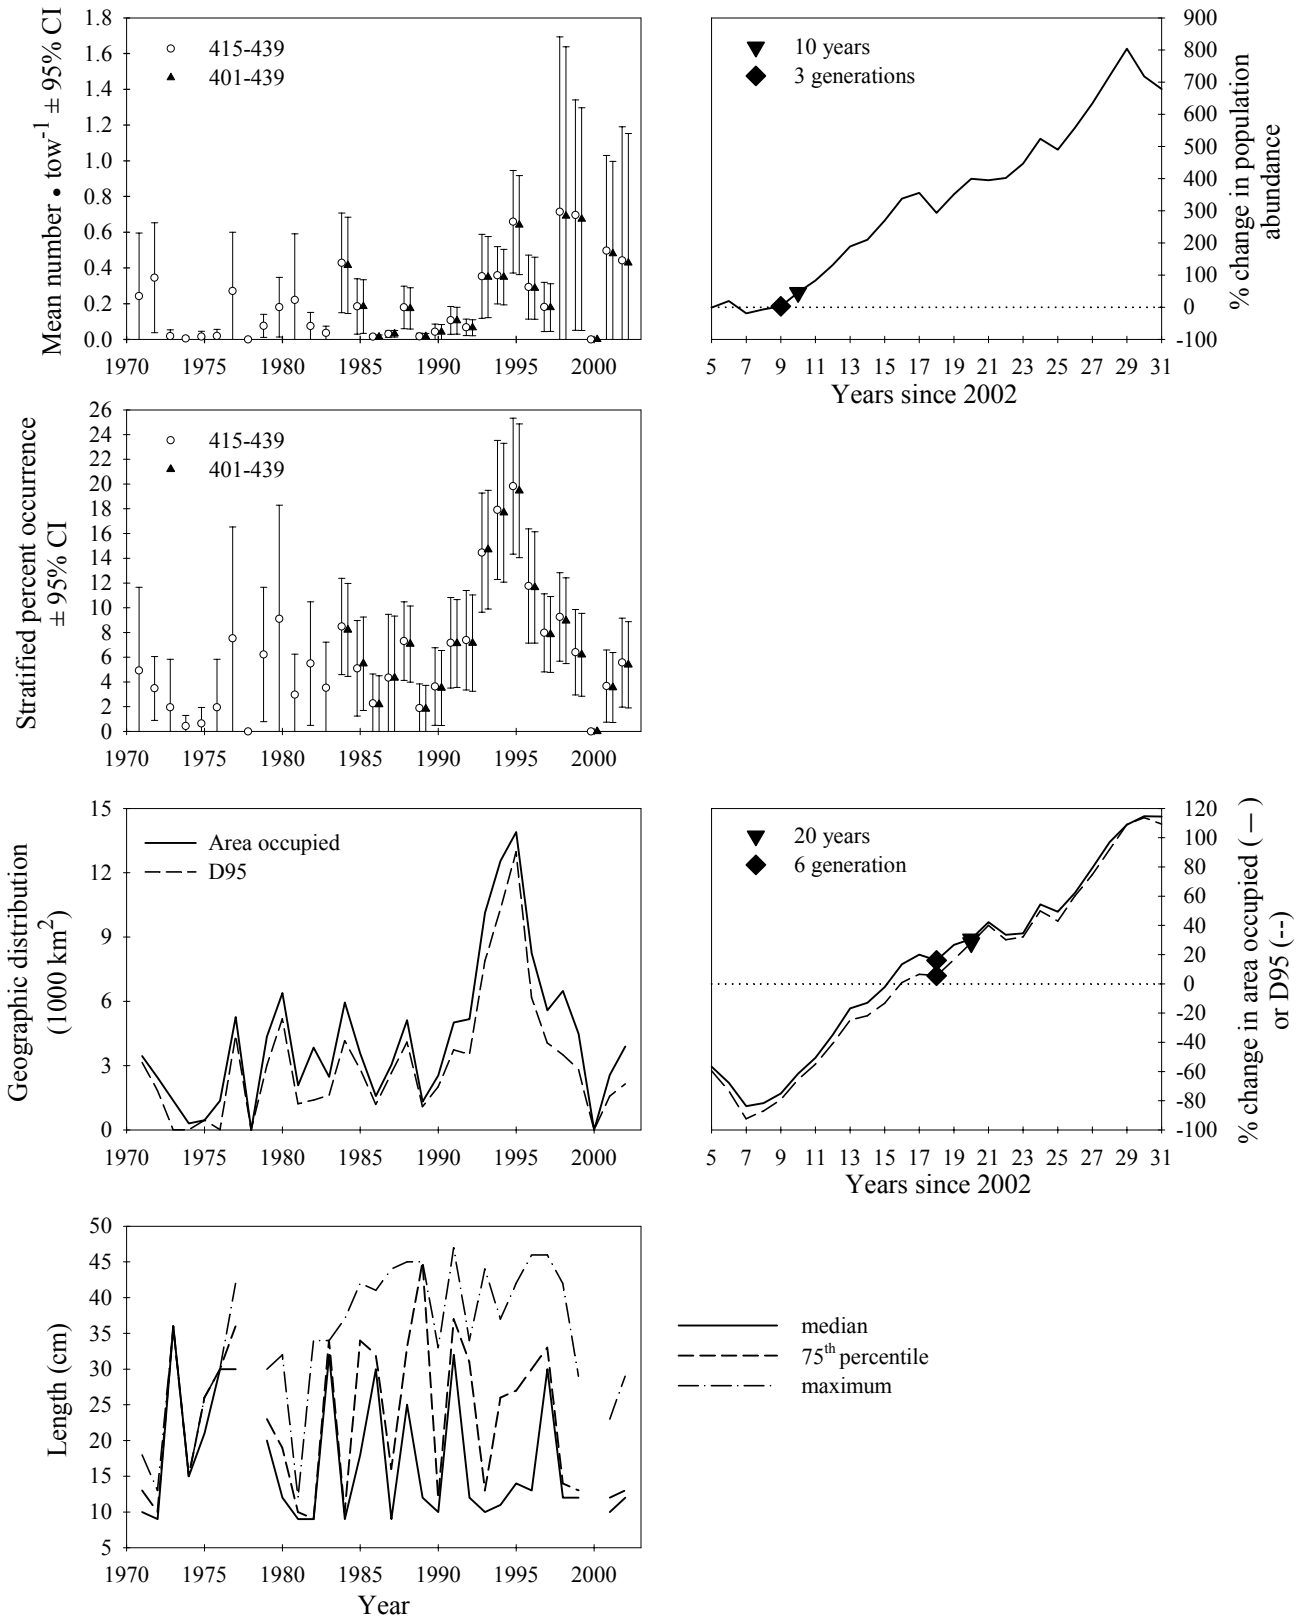 Mean number • tow-1 ± 95% CI
1.8
1.6
1.4
1.2
1.0
0.8
0.6
0.4
0.2
0.0
415-439
401-439
1970 1975 1980 1985 1990 1995 2000
10 years
3 generations
900
800
700
600
500
400
300
200
100
0
-100
% change in population
abundance
5 7 9 11 13 15 17 19 21 23 25 27 29 31
Years since 2002
Stratified percent occurrence
± 95% CI
26
24
22
20
18
16
14
12
10
8
6
4
2
0
415-439
401-439
1970 1975 1980 1985 1990 1995 2000
Geographic distribution
(1000 km2)
15
12
9
6
3
0
Area occupied
D95
1970 1975 1980 1985 1990 1995 2000
20 years
6 generation
120
100
80
60
40
20
0
-20
-40
-60
-80
-100
% change in area occupied ( — )
or D95 (--)
5 7 9 11 13 15 17 19 21 23 25 27 29 31
Years since 2002
Length (cm)
50
45
40
35
30
25
20
15
10
5
1970 1975 1980 1985 1990 1995 2000
Year
median
75th percentile
maximum